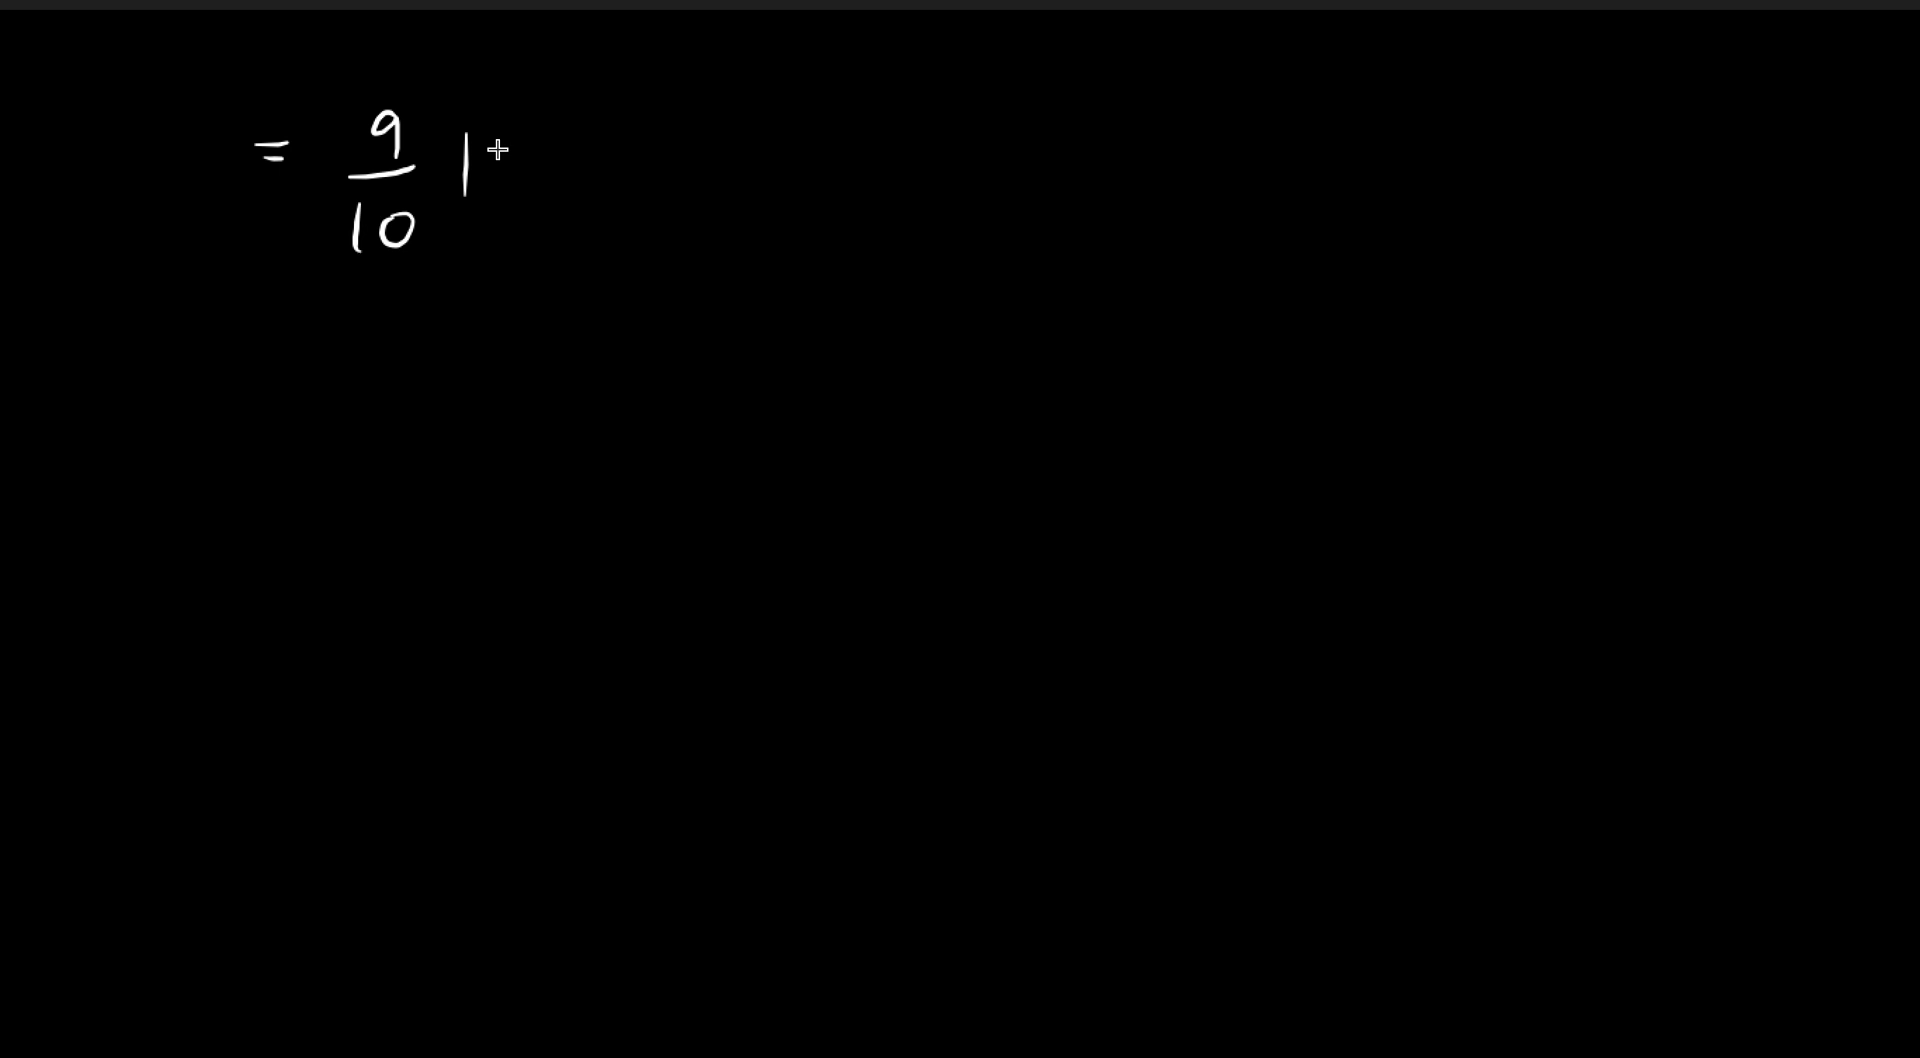 = 9/10 |